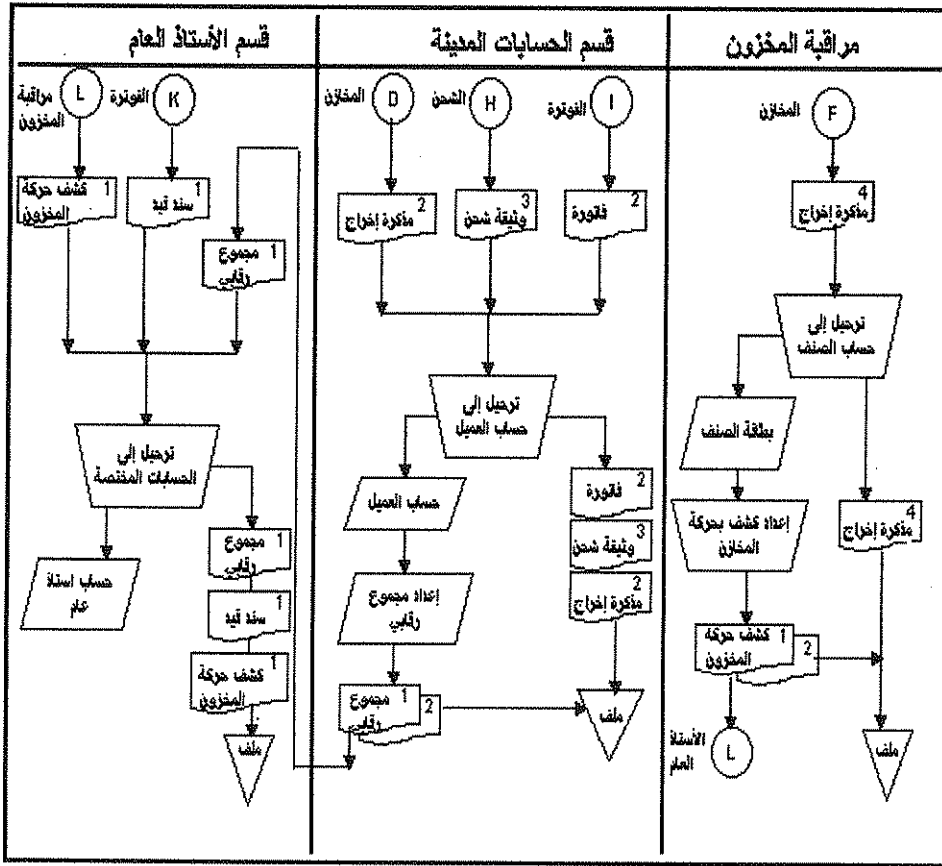 مراقبة المخزون
المخازن
F
4
مذكرة إخراج
ترحيل إلى
حساب الصنف
بطاقة الصنف
إعداد كشف بحركة
المخازن
4
مذكرة إخراج
كشف حركة 1
المخزون
2
الأستاذ
العام
L
ملف
قسم الحسابات المدينة
الفوترة
I
الشحن
H
المخازن
D
2
فاتورة
3
وثيقة شحن
2
مذكرة إخراج
ترحيل إلى
حساب العميل
حساب العميل
2
فاتورة
3
وثيقة شحن
2
مذكرة إخراج
إعداد مجموع
رقابي
مجموع 1
رقابي
2
ملف
قسم الأستاذ العام
الفوترة
K
مراقبة
المخزون
L
1
كشف حركة
المخزون
1
سند قيد
مجموع 1
رقابي
ترحيل إلى
الحسابات المختصة
حساب استاذ
عام
مجموع 1
رقابي
1
سند قيد
1
كشف حركة
المخزون
ملف